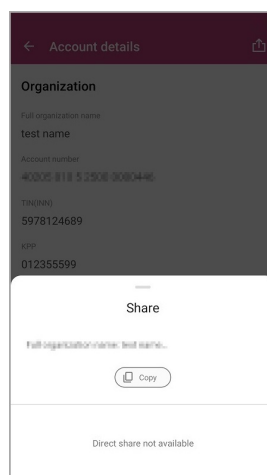 Account details
Organization
Full organization name
test name
Account number
TIN(INN)
5978124689
KPP
012355599
Share
Full organization name: test name...
Copy
Direct share not available